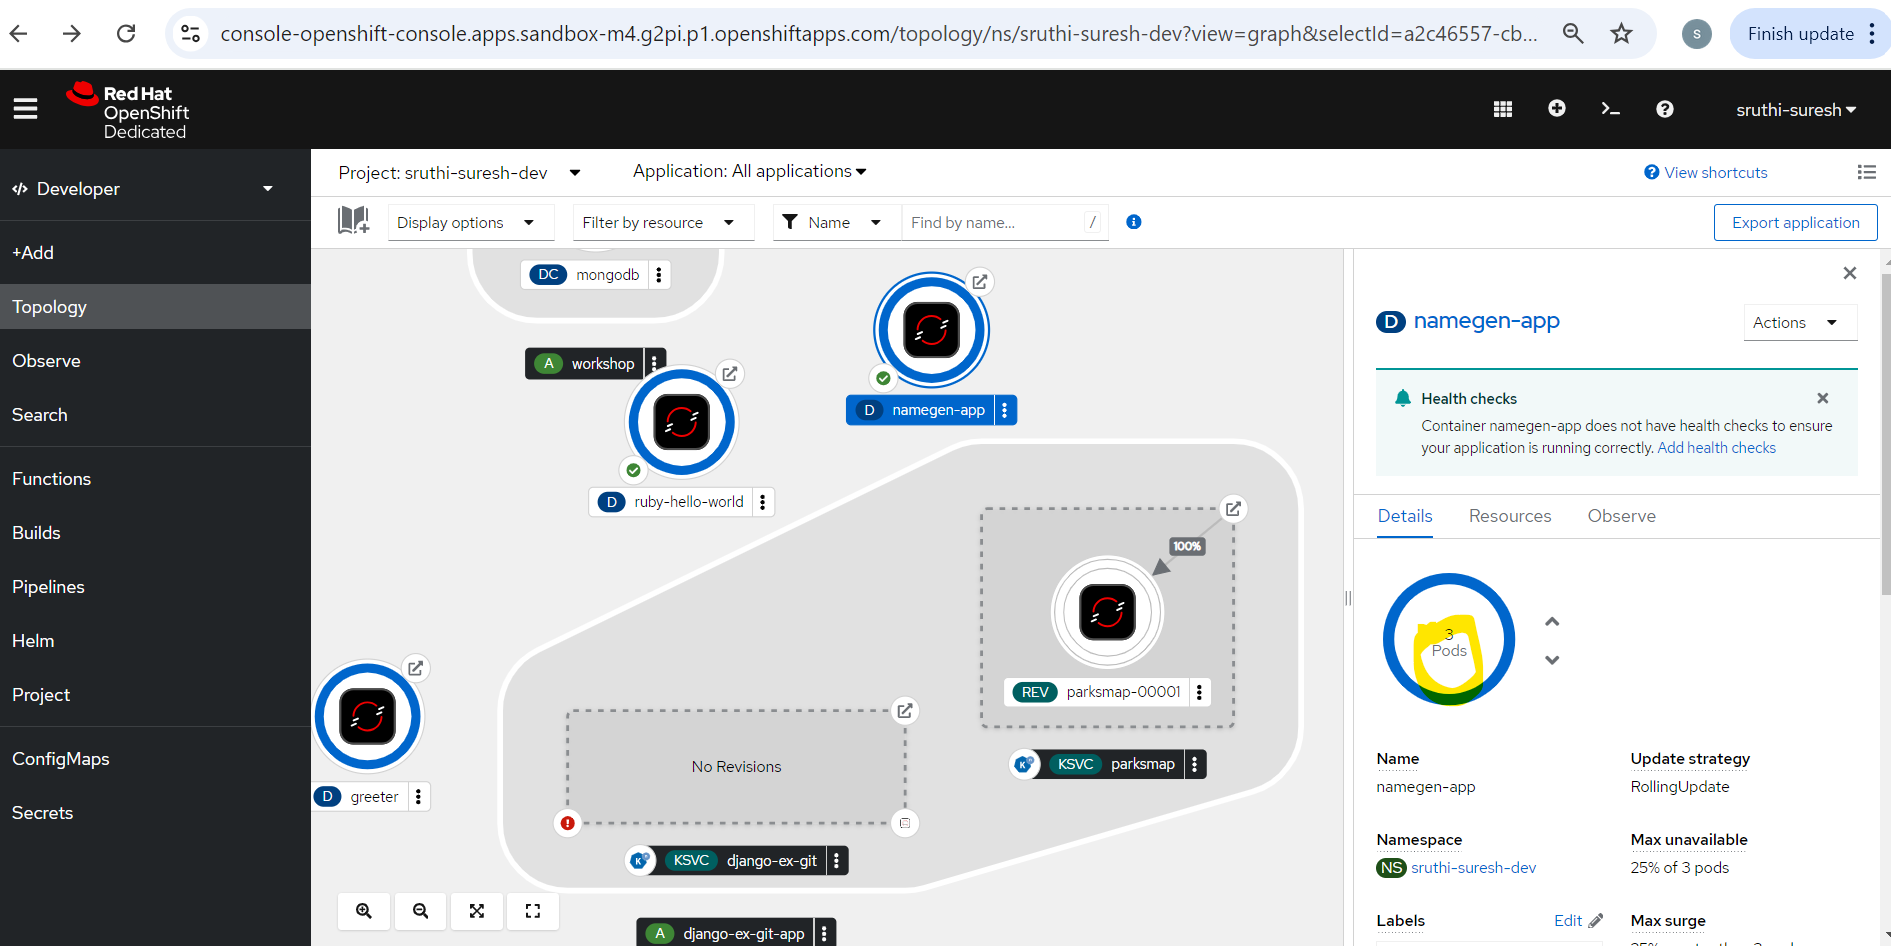 console-openshift-console.apps.sandbox-m4.g2pi.p1.openshiftapps.com/topology/ns/sruthi-suresh-dev?view=graph&selectId=a2c46557-cb...
S
Finish update
Red Hat
OpenShift
Dedicated
sruthi-suresh
Developer
+Add
Topology
Observe
Search
Functions
Builds
Pipelines
Helm
Project
ConfigMaps
Secrets
Project: sruthi-suresh-dev
Application: All applications
View shortcuts
Display options
Filter by resource
Name
Find by name...
/
Export application
DC mongodb
A workshop
D namegen-app
D ruby-hello-world
100%
REV parksmap-00001
KSVC parksmap
D greeter
No Revisions
KSVC django-ex-git
A django-ex-git-app
D namegen-app
Actions
Health checks
Container namegen-app does not have health checks to ensure
your application is running correctly. Add health checks
Details
Resources
Observe
3
Pods
Name
namegen-app
Update strategy
RollingUpdate
Namespace
NS sruthi-suresh-dev
Max unavailable
25% of 3 pods
Labels
Edit
Max surge